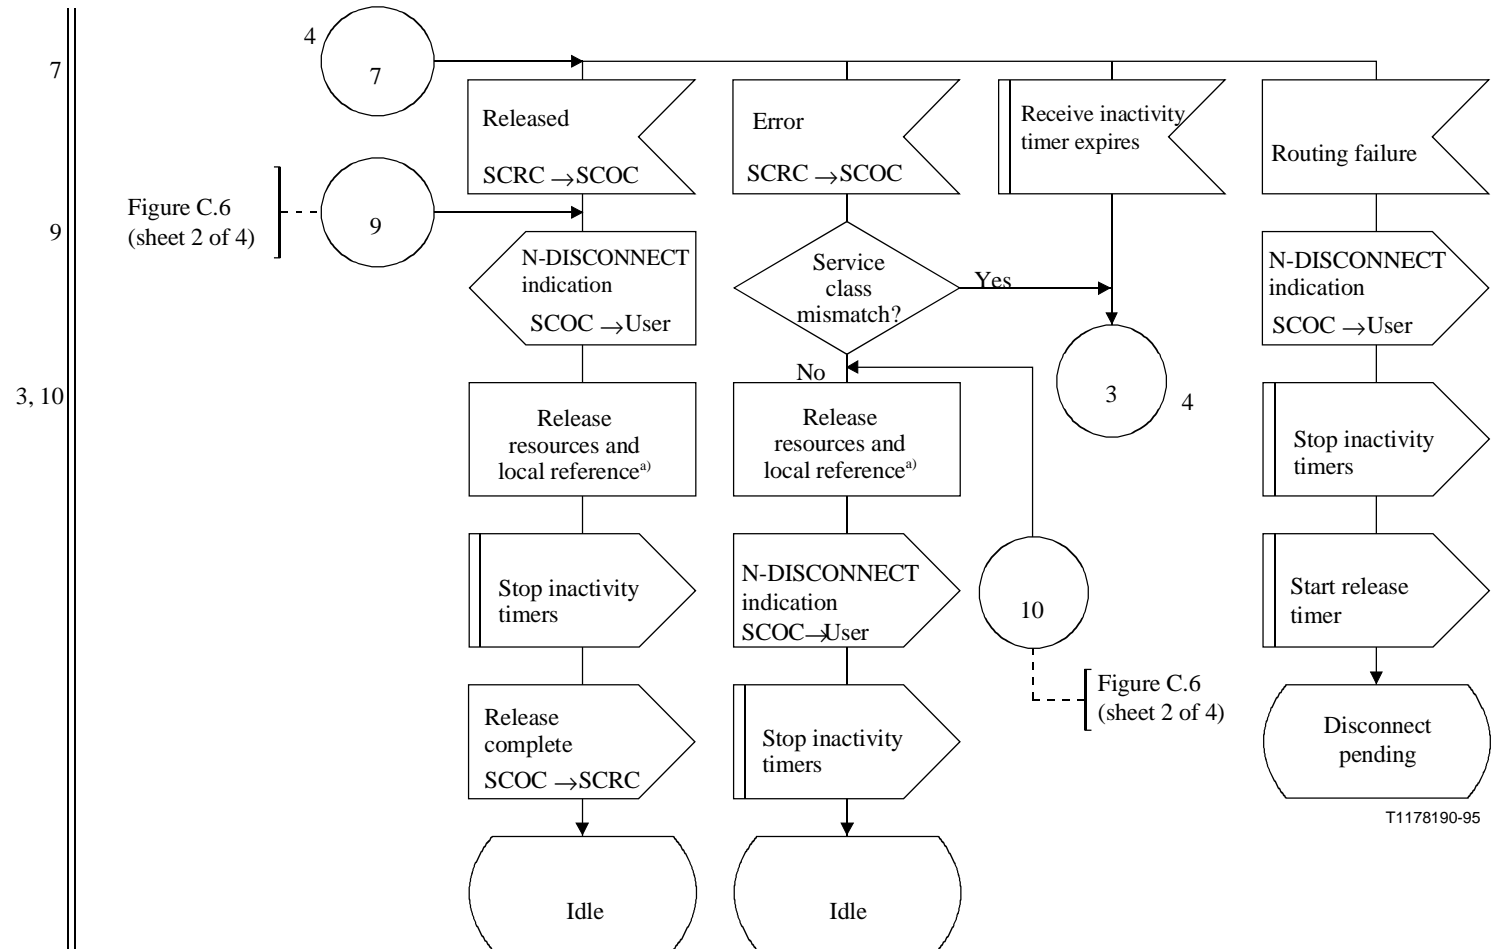 4
7
7
Released
SCRC →SCOC
Error
SCRC →SCOC
Receive inactivity
timer expires
Routing failure
Figure C.6
(sheet 2 of 4)
9
9
N-DISCONNECT
indication
SCOC →User
Service
class
mismatch?
Yes
N-DISCONNECT
indication
SCOC →User
No
3
4
3, 10
Release
resources and
local reference a)
Release
resources and
local reference a)
Stop inactivity
timers
Stop inactivity
timers
N-DISCONNECT
indication
SCOC→User
10
Start release
timer
Figure C.6
(sheet 2 of 4)
Release
complete
SCOC →SCRC
Stop inactivity
timers
Disconnect
pending
T1178190-95
Idle
Idle